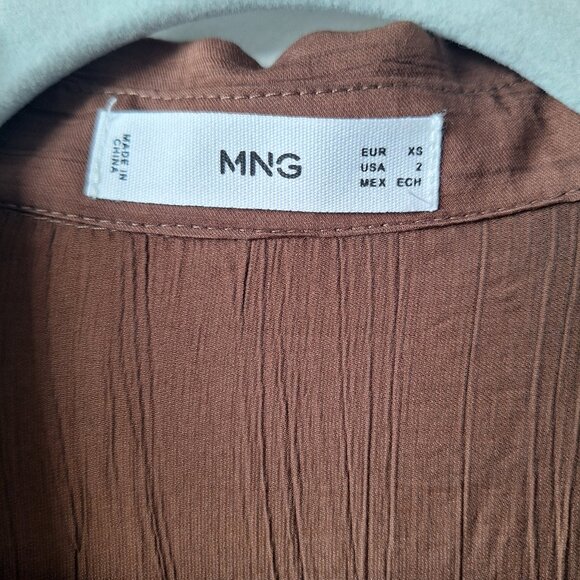 MADE IN
CHINA
MNG
EUR XS
USA 2
MEX ECH